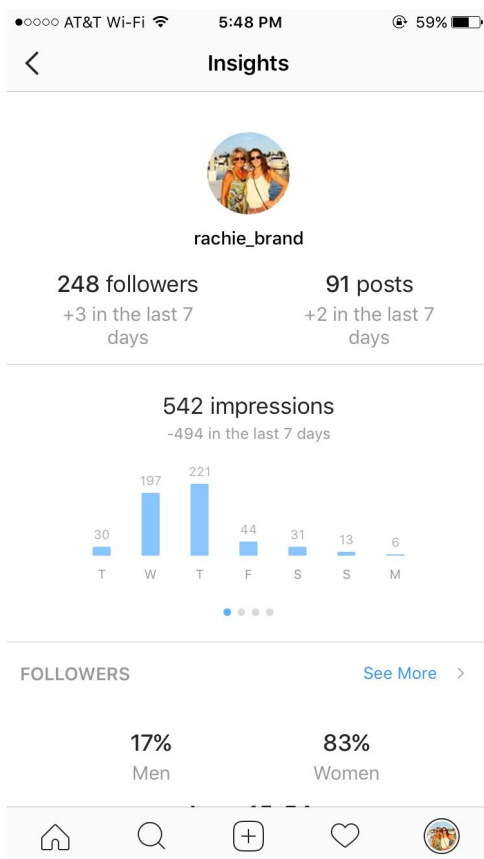 AT&T Wi-Fi 5:48 PM 59%
Insights
rachie_brand
248 followers 91 posts
+3 in the last 7 +2 in the last 7
days days
542 impressions
-494 in the last 7 days
30 197 221 44 31 13 6
T W T F S S M
FOLLOWERS See More
17% 83%
Men Women